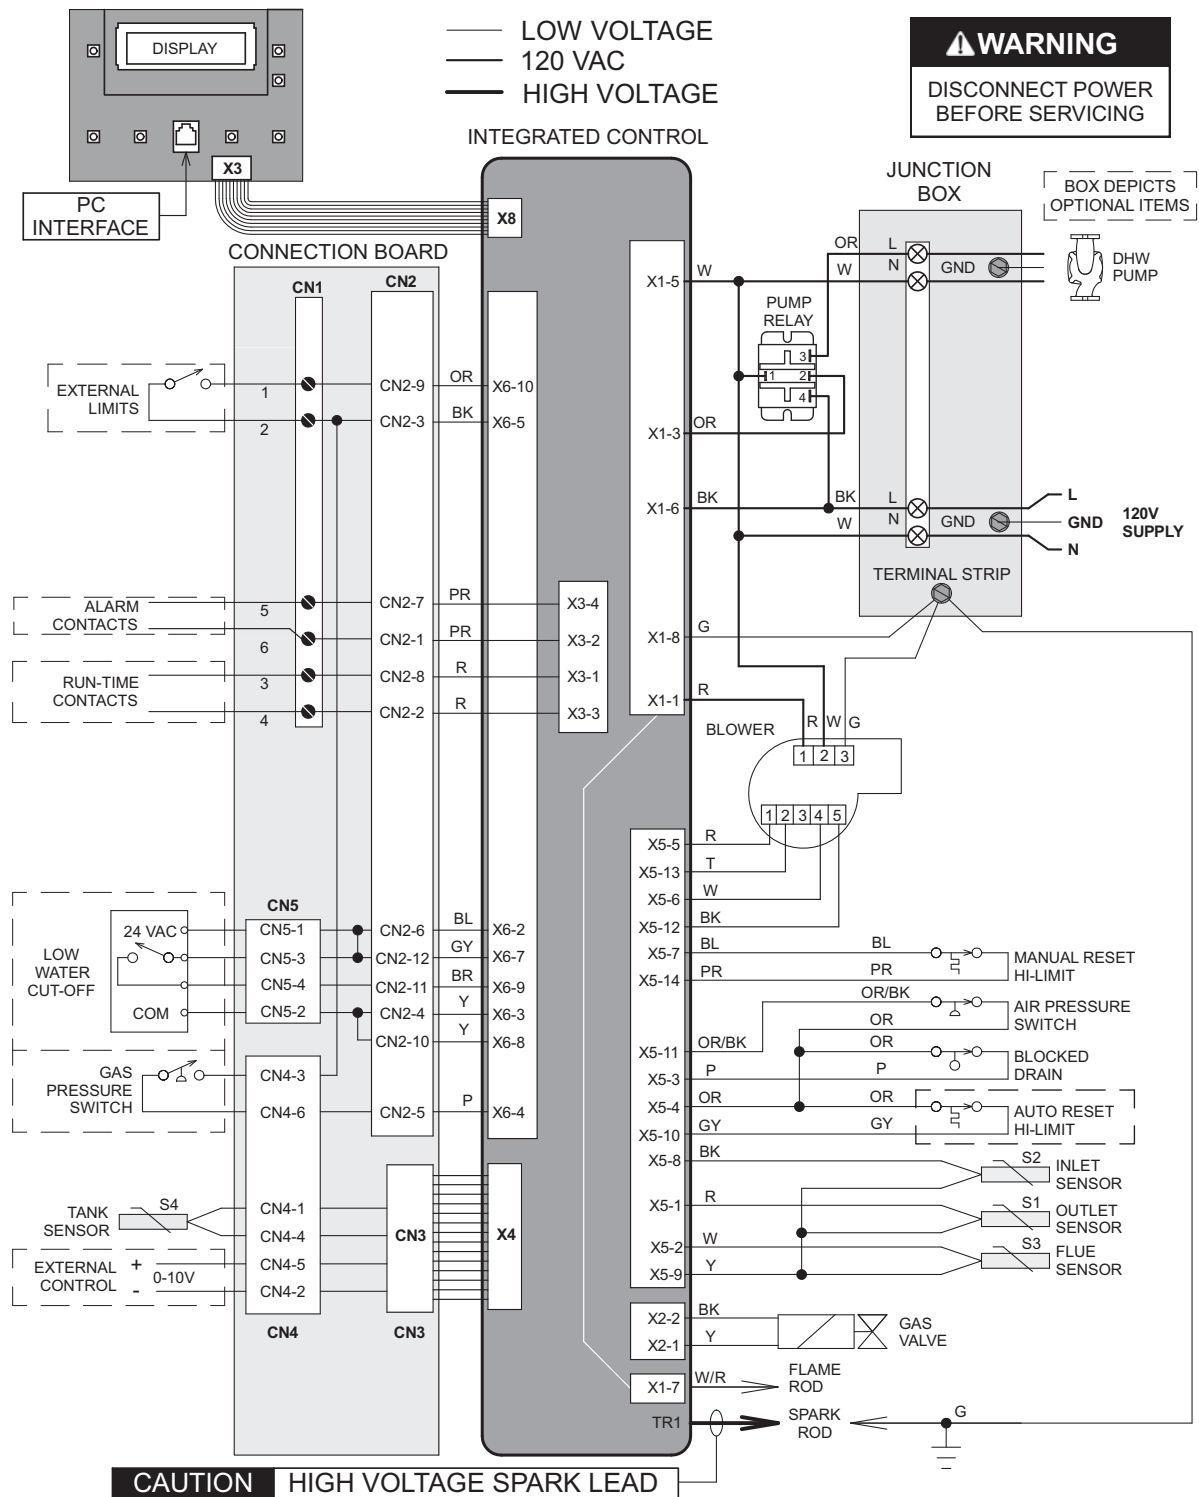 DISPLAY
X3
PC
INTERFACE
LOW VOLTAGE
120 VAC
HIGH VOLTAGE
WARNING
DISCONNECT POWER
BEFORE SERVICING
INTEGRATED CONTROL
X8
JUNCTION
BOX
BOX DEPICTS
OPTIONAL ITEMS
CONNECTION BOARD
CN1
CN2
EXTERNAL
LIMITS
1
2
CN2-9
CN2-3
OR
BK
X6-10
X6-5
ALARM
CONTACTS
5
6
RUN-TIME
CONTACTS
3
4
CN2-7
CN2-1
CN2-8
CN2-2
PR
PR
R
R
X3-4
X3-2
X3-1
X3-3
LOW
WATER
CUT-OFF
24 VAC
COM
CN5
CN5-1
CN5-3
CN5-4
CN5-2
CN2-6
CN2-12
CN2-11
CN2-4
CN2-10
BL
GY
BR
Y
Y
X6-2
X6-7
X6-9
X6-3
X6-8
GAS
PRESSURE
SWITCH
CN4-3
CN4-6
CN2-5
P
X6-4
TANK
SENSOR
S4
EXTERNAL
CONTROL
+
0-10V
-
CN4-1
CN4-4
CN4-5
CN4-2
CN4
CN3
CN3
X4
X1-5
W
X1-3
OR
X1-6
BK
X1-8
G
X1-1
R
PUMP
RELAY
3
1 2
4
OR L
W N
GND
DHW
PUMP
BK L
W N
GND
L
GND
N
120V
SUPPLY
TERMINAL STRIP
BLOWER
R W G
1 2 3
1 2 3 4 5
X5-5 R
X5-13 T
X5-6 W
X5-12 BK
X5-7 BL BL
X5-14 PR PR
MANUAL RESET
HI-LIMIT
OR/BK
OR
AIR PRESSURE
SWITCH
X5-11 OR/BK OR
X5-3 P P
BLOCKED
DRAIN
X5-4 OR OR
X5-10 GY GY
AUTO RESET
HI-LIMIT
X5-8 BK
S2
INLET
SENSOR
X5-1 R
S1
OUTLET
SENSOR
X5-2 W
X5-9 Y
S3
FLUE
SENSOR
X2-2 BK
X2-1 Y
GAS
VALVE
X1-7 W/R
FLAME
ROD
TR1
SPARK
ROD
G
CAUTION HIGH VOLTAGE SPARK LEAD